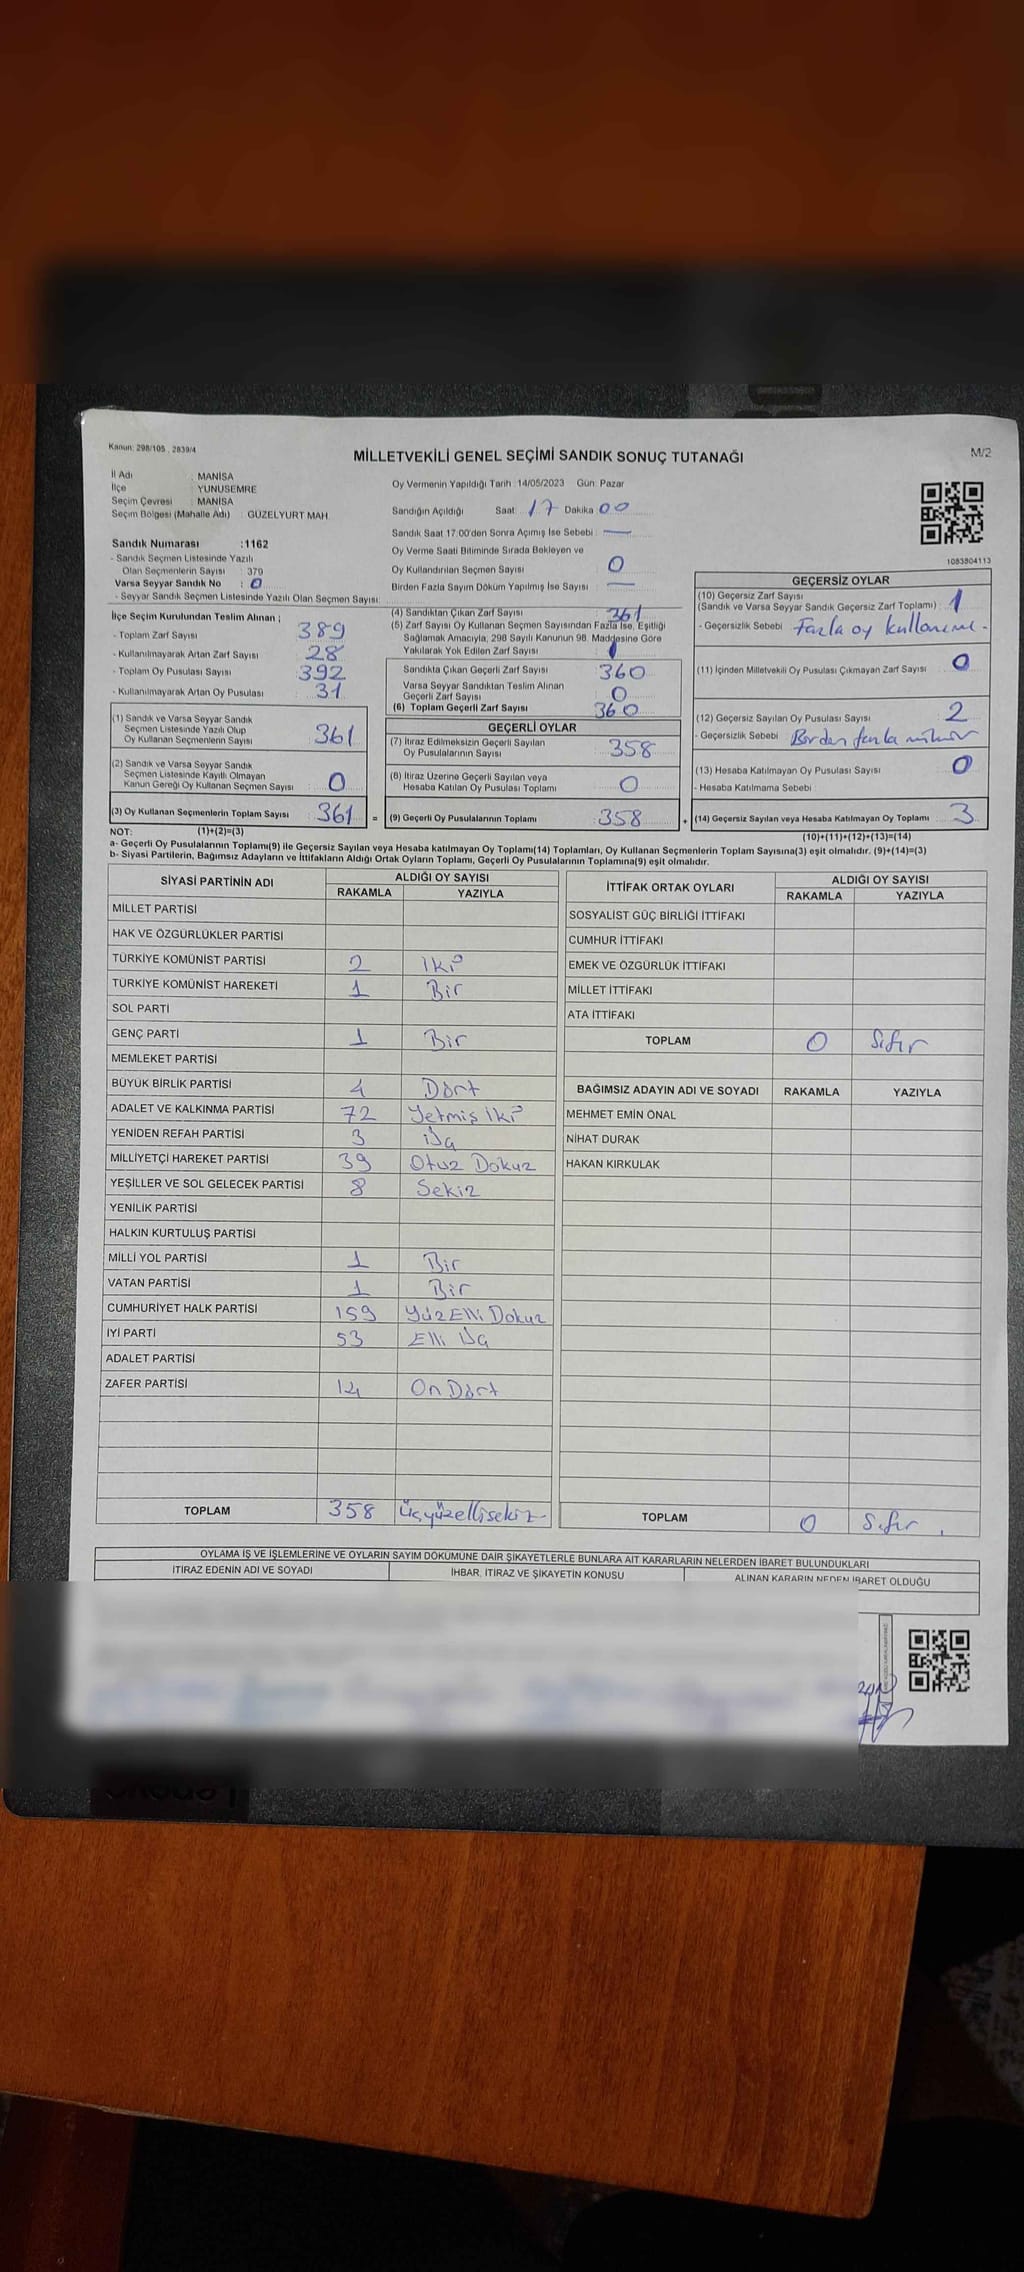 Kanun: 298/105 , 2839/4
MİLLETVEKİLİ GENEL SEÇİMİ SANDIK SONUÇ TUTANAĞI
M/2
İl Adı : MANİSA
İlçe : YUNUSEMRE
Seçim Çevresi : MANİSA
Seçim Bölgesi (Mahalle Adı) : GÜZELYURT MAH.
Sandık Numarası :1162
- Sandık Seçmen Listesinde Yazılı
Olan Seçmenlerin Sayısı : 379
Varsa Seyyar Sandık No : 0
- Seyyar Sandık Seçmen Listesinde Yazılı Olan Seçmen Sayısı:
Oy Vermenin Yapıldığı Tarih : 14/05/2023 Gün: Pazar
Sandığın Açıldığı Saat 17 Dakika 00
Sandık Saat 17:00'den Sonra Açımış İse Sebebi : —
Oy Verme Saati Bitiminde Sırada Bekleyen ve
Oy Kullandırılan Seçmen Sayısı 0
Birden Fazla Sayım Döküm Yapılmış İse Sayısı —
1083804113
İlçe Seçim Kurulundan Teslim Alınan ;
- Toplam Zarf Sayısı 389
- Kullanılmayarak Artan Zarf Sayısı 28
- Toplam Oy Pusulası Sayısı 392
- Kullanılmayarak Artan Oy Pusulası 31
(1) Sandık ve Varsa Seyyar Sandık
Seçmen Listesinde Yazılı Olup
Oy Kullanan Seçmenlerin Sayısı 361
(2) Sandık ve Varsa Seyyar Sandık
Seçmen Listesinde Kayıtlı Olmayan
Kanun Gereği Oy Kullanan Seçmen Sayısı 0
(3) Oy Kullanan Seçmenlerin Toplam Sayısı 361 =
(4) Sandıktan Çıkan Zarf Sayısı 361
(5) Zarf Sayısı Oy Kullanan Seçmen Sayısından Fazla İse, Eşitliği
Sağlamak Amacıyla, 298 Sayılı Kanunun 98. Maddesine Göre
Yakılarak Yok Edilen Zarf Sayısı
Sandıkta Çıkan Geçerli Zarf Sayısı 360
Varsa Seyyar Sandıktan Teslim Alınan
Geçerli Zarf Sayısı 0
(6) Toplam Geçerli Zarf Sayısı 360
GEÇERLİ OYLAR
(7) İtiraz Edilmeksizin Geçerli Sayılan
Oy Pusulalarının Sayısı 358
(8) İtiraz Üzerine Geçerli Sayılan veya
Hesaba Katılan Oy Pusulası Toplamı 0
(9) Geçerli Oy Pusulalarının Toplamı 358 +
GEÇERSİZ OYLAR
(10) Geçersiz Zarf Sayısı
(Sandık ve Varsa Seyyar Sandık Geçersiz Zarf Toplamı) : 1
- Geçersizlik Sebebi Fazla oy
(11) İçinden Milletvekili Oy Pusulası Çıkmayan Zarf Sayısı 0
(12) Geçersiz Sayılan Oy Pusulası Sayısı 2
- Geçersizlik Sebebi Birden fazla mühür
(13) Hesaba Katılmayan Oy Pusulası Sayısı 0
- Hesaba Katılmama Sebebi
(14) Geçersiz Sayılan veya Hesaba Katılmayan Oy Toplamı 3
NOT: (1)+(2)=(3)
(10)+(11)+(12)+(13)=(14)
a- Geçerli Oy Pusulalarının Toplamı(9) ile Geçersiz Sayılan veya Hesaba katılmayan Oy Toplamı(14) Toplamları, Oy Kullanan Seçmenlerin Toplam Sayısına(3) eşit olmalıdır. (9)+(14)=(3)
b- Siyasi Partilerin, Bağımsız Adayların ve İttifakların Aldığı Ortak Oyların Toplamı, Geçerli Oy Pusulalarının Toplamına(9) eşit olmalıdır.
SİYASİ PARTİNİN ADI ALDIĞI OY SAYISI
RAKAMLA YAZIYLA
MİLLET PARTİSİ
HAK VE ÖZGÜRLÜKLER PARTİSİ
TÜRKİYE KOMÜNİST PARTİSİ 2 İki
TÜRKİYE KOMÜNİST HAREKETİ 1 Bir
SOL PARTİ
GENÇ PARTİ 1 Bir
MEMLEKET PARTİSİ
BÜYÜK BİRLİK PARTİSİ 4 Dört
ADALET VE KALKINMA PARTİSİ 72 Yetmiş İki
YENİDEN REFAH PARTİSİ 3 Üç
MİLLİYETÇİ HAREKET PARTİSİ 39 Otuz Dokuz
YEŞİLLER VE SOL GELECEK PARTİSİ 8 Sekiz
YENİLİK PARTİSİ
HALKIN KURTULUŞ PARTİSİ
MİLLİ YOL PARTİSİ 1 Bir
VATAN PARTİSİ 1 Bir
CUMHURİYET HALK PARTİSİ 159 Yüz Elli Dokuz
İYİ PARTİ 53 Elli Üç
ADALET PARTİSİ
ZAFER PARTİSİ 14 On Dört
TOPLAM 358 üçyüzellisekiz
İTTİFAK ORTAK OYLARI ALDIĞI OY SAYISI
RAKAMLA YAZIYLA
SOSYALİST GÜÇ BİRLİĞİ İTTİFAKI
CUMHUR İTTİFAKI
EMEK VE ÖZGÜRLÜK İTTİFAKI
MİLLET İTTİFAKI
ATA İTTİFAKI
TOPLAM 0 Sıfır
BAĞIMSIZ ADAYIN ADI VE SOYADI RAKAMLA YAZIYLA
MEHMET EMİN ÖNAL
NİHAT DURAK
HAKAN KIRKULAK
TOPLAM 0 Sıfır
OYLAMA İŞ VE İŞLEMLERİNE VE OYLARIN SAYIM DÖKÜMÜNE DAİR ŞİKAYETLERLE BUNLARA AİT KARARLARIN NELERDEN İBARET BULUNDUKLARI
İTİRAZ EDENİN ADI VE SOYADI İHBAR, İTİRAZ VE ŞİKAYETİN KONUSU ALINAN KARARIN NEDEN İBARET OLDUĞU